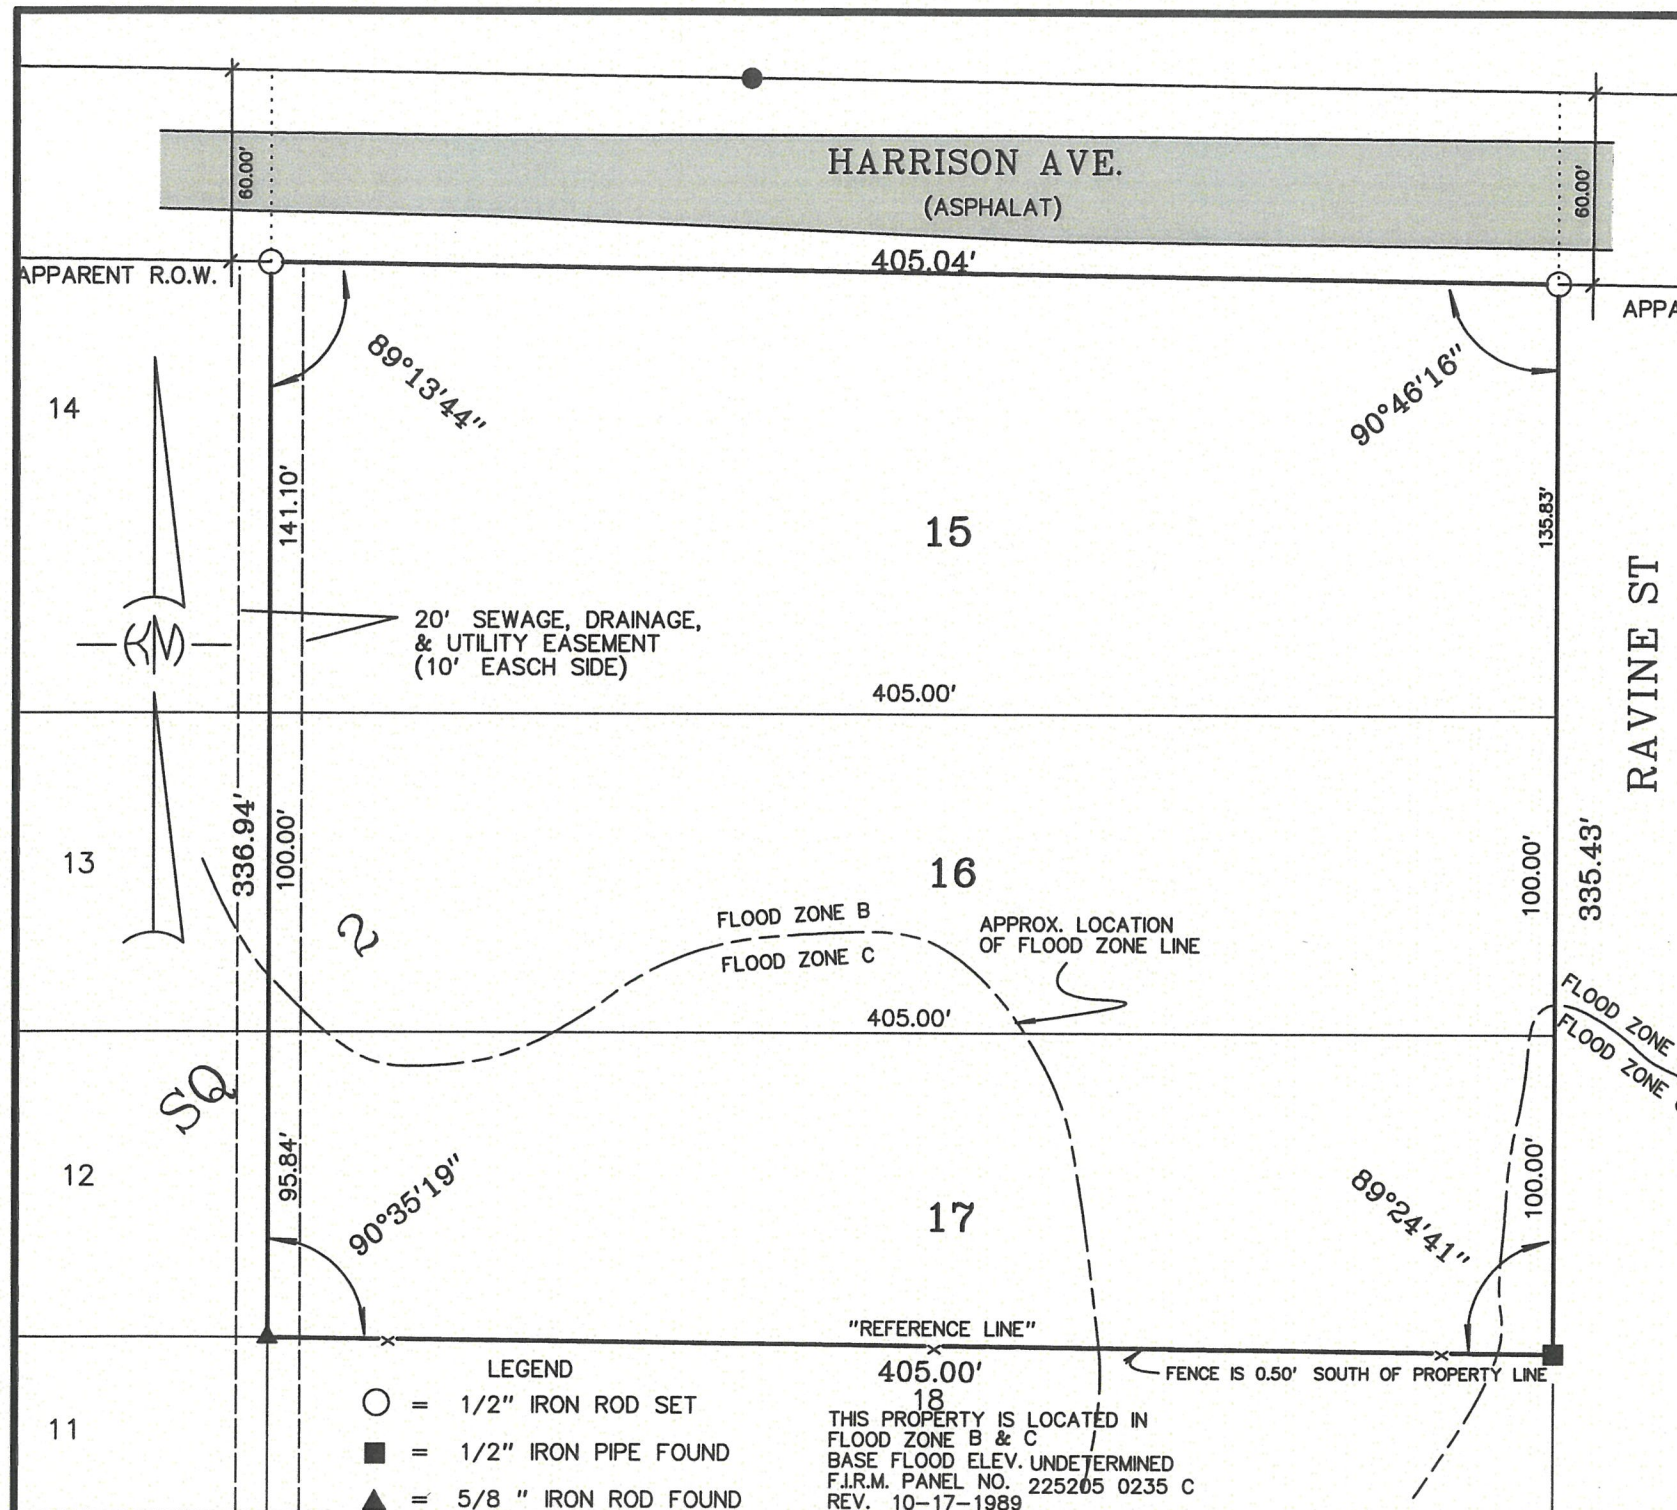 HARRISON AVE.
(ASPHALAT)
60.00'
60.00'
405.04'
APPARENT R.O.W.
APPA
89°13'44"
90°46'16"
14
141.10'
15
135.83'
RAVINE ST
20' SEWAGE, DRAINAGE,
& UTILITY EASEMENT
(10' EASCH SIDE)
KM
405.00'
336.94'
100.00'
13
16
100.00'
335.43'
SQ 2
FLOOD ZONE B
FLOOD ZONE C
APPROX. LOCATION
OF FLOOD ZONE LINE
FLOOD ZONE
FLOOD ZONE
405.00'
12
95.84'
90°35'19"
17
89°24'41"
100.00'
"REFERENCE LINE"
405.00'
FENCE IS 0.50' SOUTH OF PROPERTY LINE
18
11
LEGEND
= 1/2" IRON ROD SET
= 1/2" IRON PIPE FOUND
= 5/8 " IRON ROD FOUND
THIS PROPERTY IS LOCATED IN
FLOOD ZONE B & C
BASE FLOOD ELEV. UNDETERMINED
F.I.R.M. PANEL NO. 225205 0235 C
REV. 10-17-1989